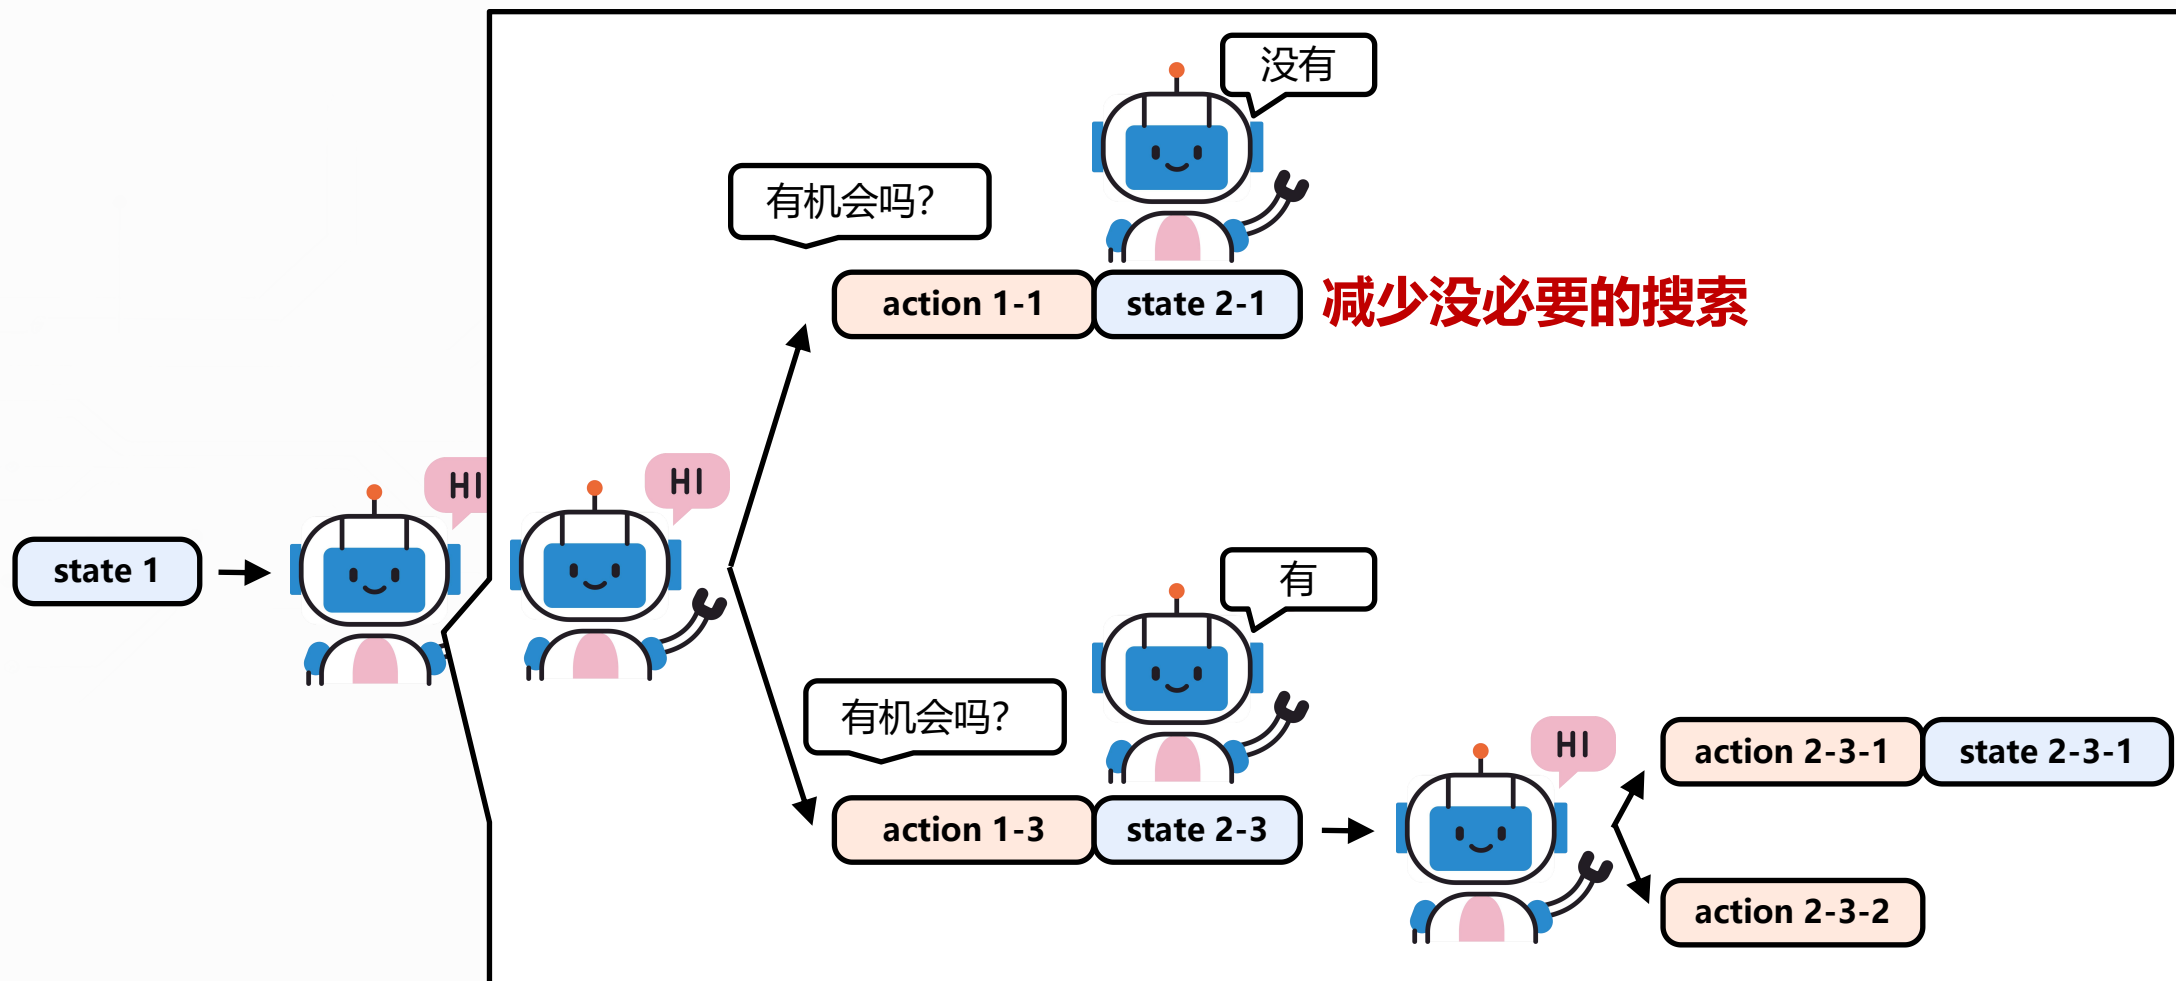 没有
有机会吗？
action 1-1
state 2-1
减少没必要的搜索
HI
HI
state 1
有
有机会吗？
action 1-3
state 2-3
HI
action 2-3-1
state 2-3-1
action 2-3-2